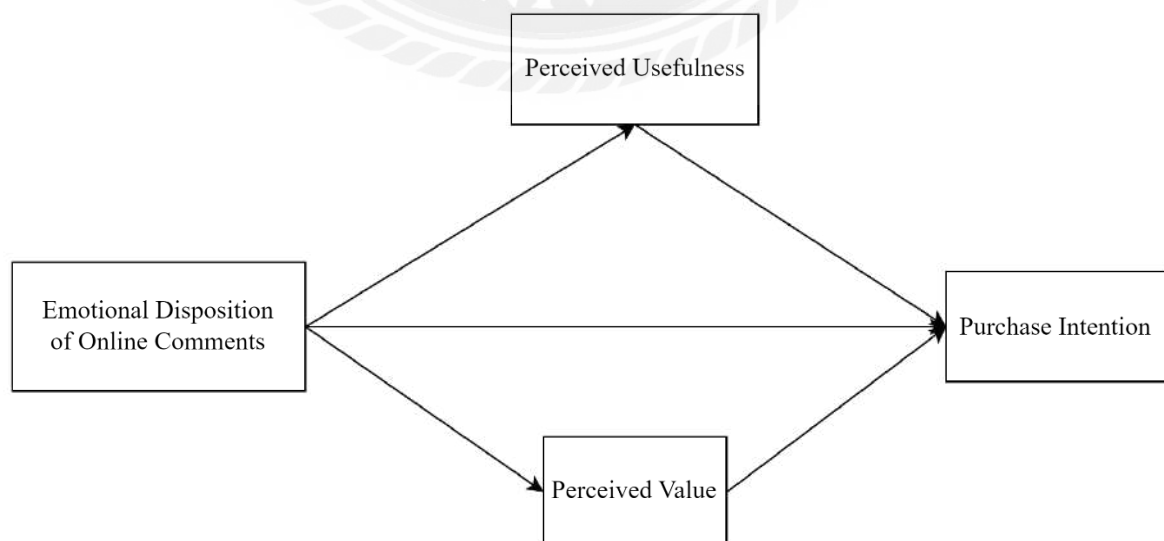 Perceived Usefulness
Emotional Disposition
of Online Comments
Purchase Intention
Perceived Value